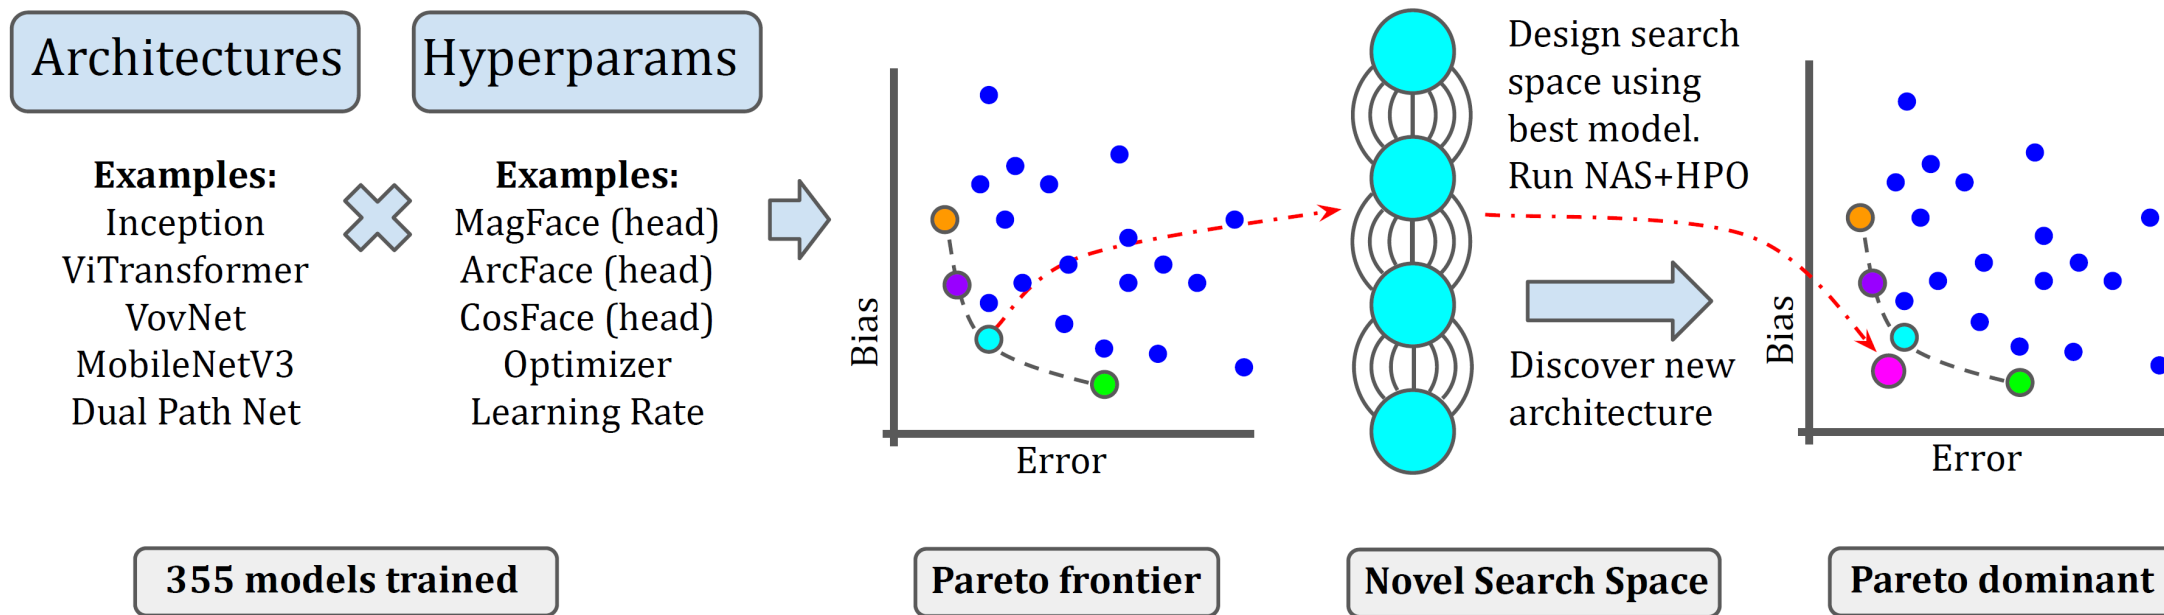 Architectures
Hyperparams
Examples:
Inception
ViTransformer
VovNet
MobileNetV3
Dual Path Net
Examples:
MagFace (head)
ArcFace (head)
CosFace (head)
Optimizer
Learning Rate
355 models trained
Bias
Error
Pareto frontier
Design search
space using
best model.
Run NAS+HPO
Discover new
architecture
Novel Search Space
Bias
Error
Pareto dominant